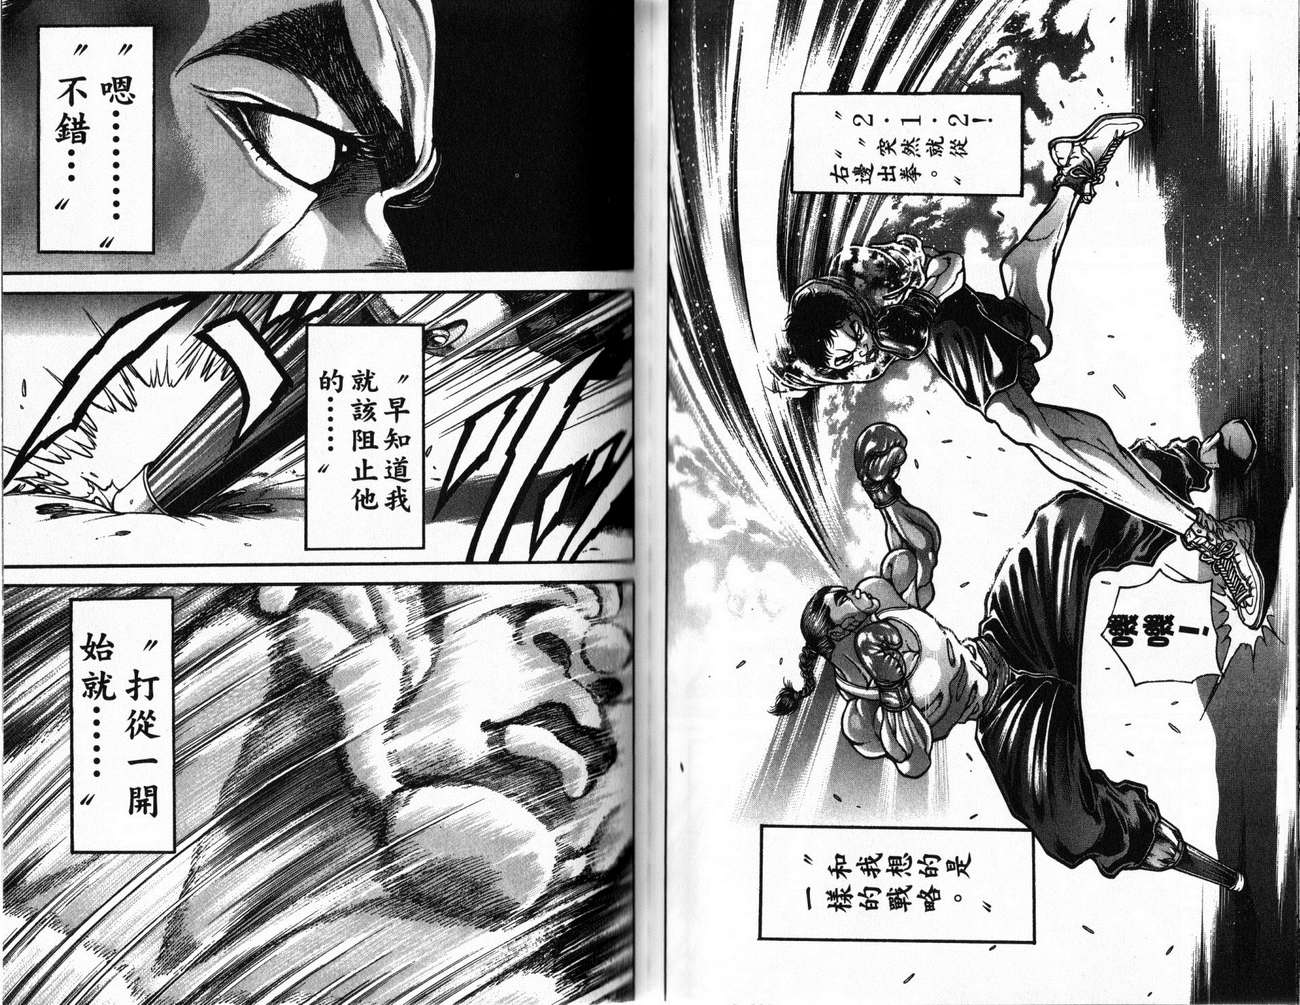 〝2·1·2！〞
〝突然就從
右邊出拳。〞
嘰嘰！
〝和我想的是
一樣的戰略。〞
〝嗯…………〞
〝不錯…〞
〝早知道我
就該阻止他
的……〞
〝打從一開
始就……〞